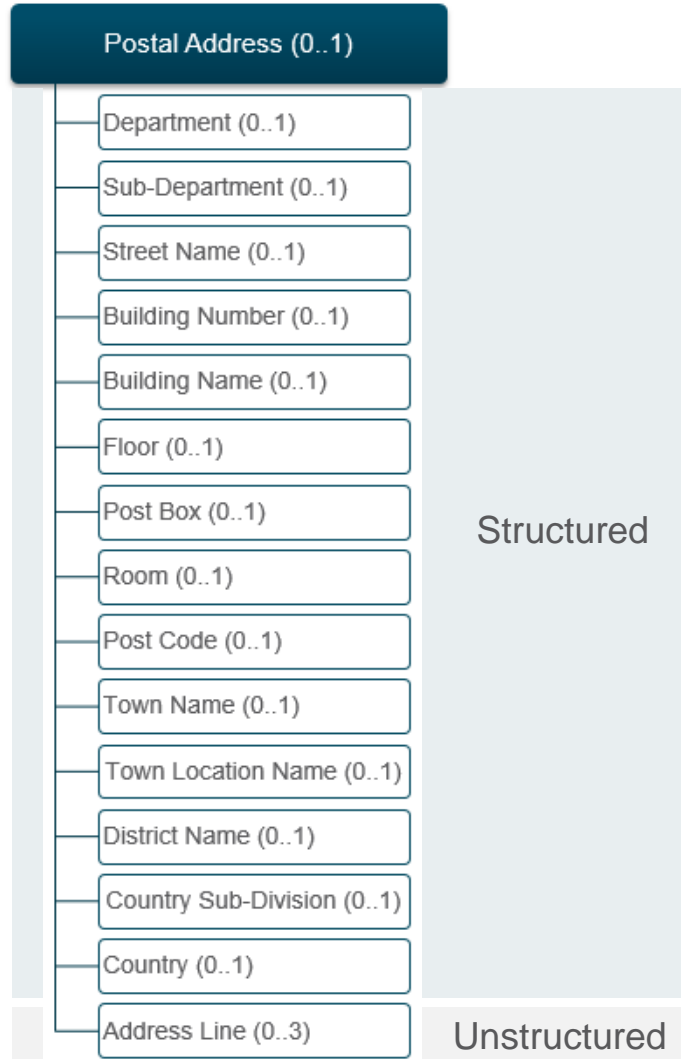 Postal Address (0..1)
Department (0..1)
Sub-Department (0..1)
Street Name (0..1)
Building Number (0..1)
Building Name (0..1)
Floor (0..1)
Post Box (0..1)
Structured
Room (0..1)
Post Code (0..1)
Town Name (0..1)
Town Location Name (0..1)
District Name (0..1)
Country Sub-Division (0..1)
Country (0..1)
Address Line (0..3)
Unstructured